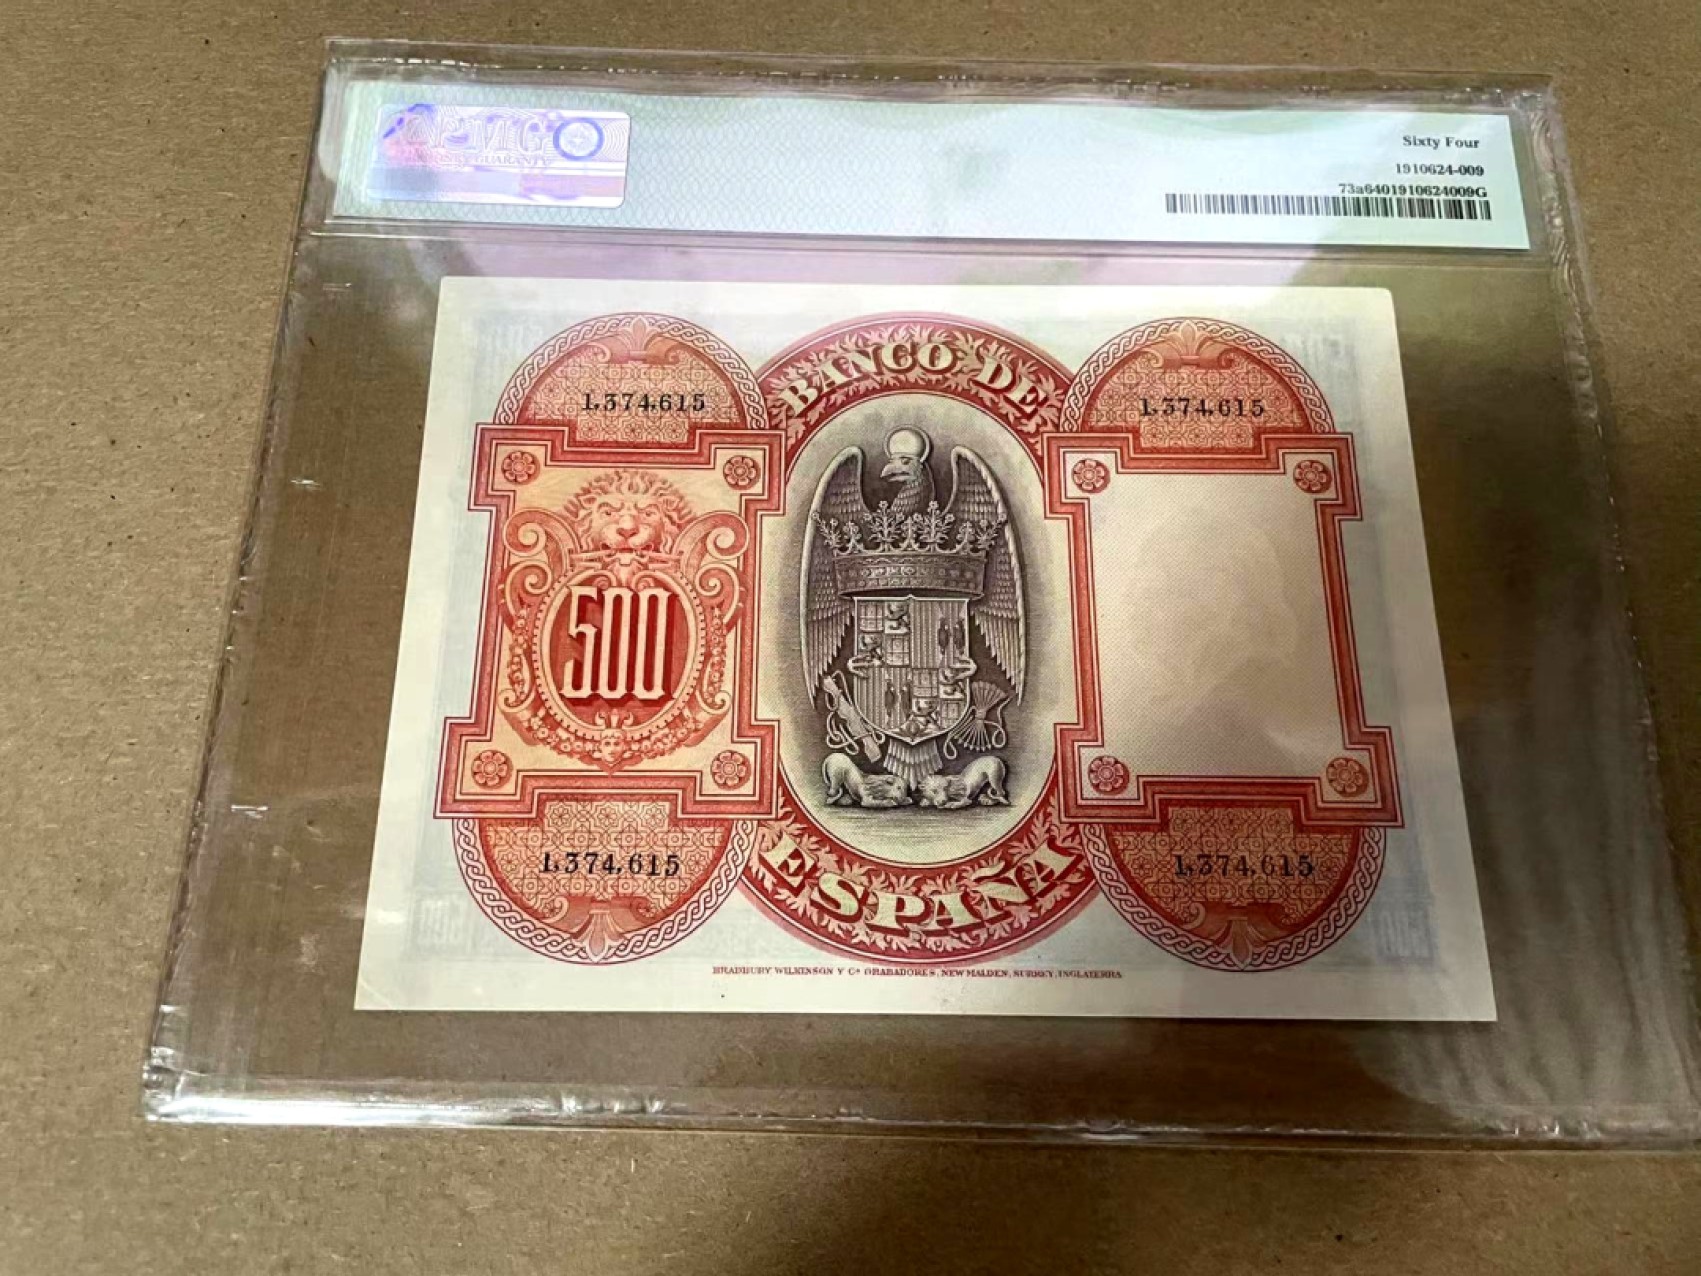 PMG
GUARANTY
Sixty Four
1910624-009
73a6401910624009G
BANCO DE
1,374,615
1,374,615
500
1,374,615
1,374,615
ESPAÑA
BRADBURY WILKINSON Y Cª GRABADORES, NEW MALDEN, SURREY, INGLATERRA